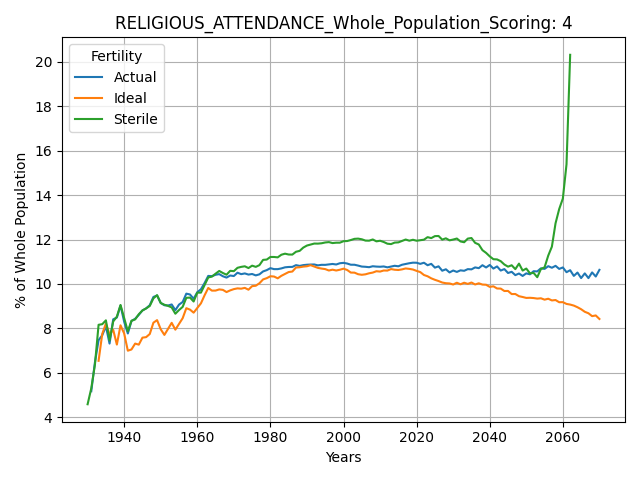 RELIGIOUS_ATTENDANCE_Whole_Population_Scoring: 4
Fertility
Actual
Ideal
Sterile
% of Whole Population
20
18
16
14
12
10
8
6
4
1940 1960 1980 2000 2020 2040 2060
Years